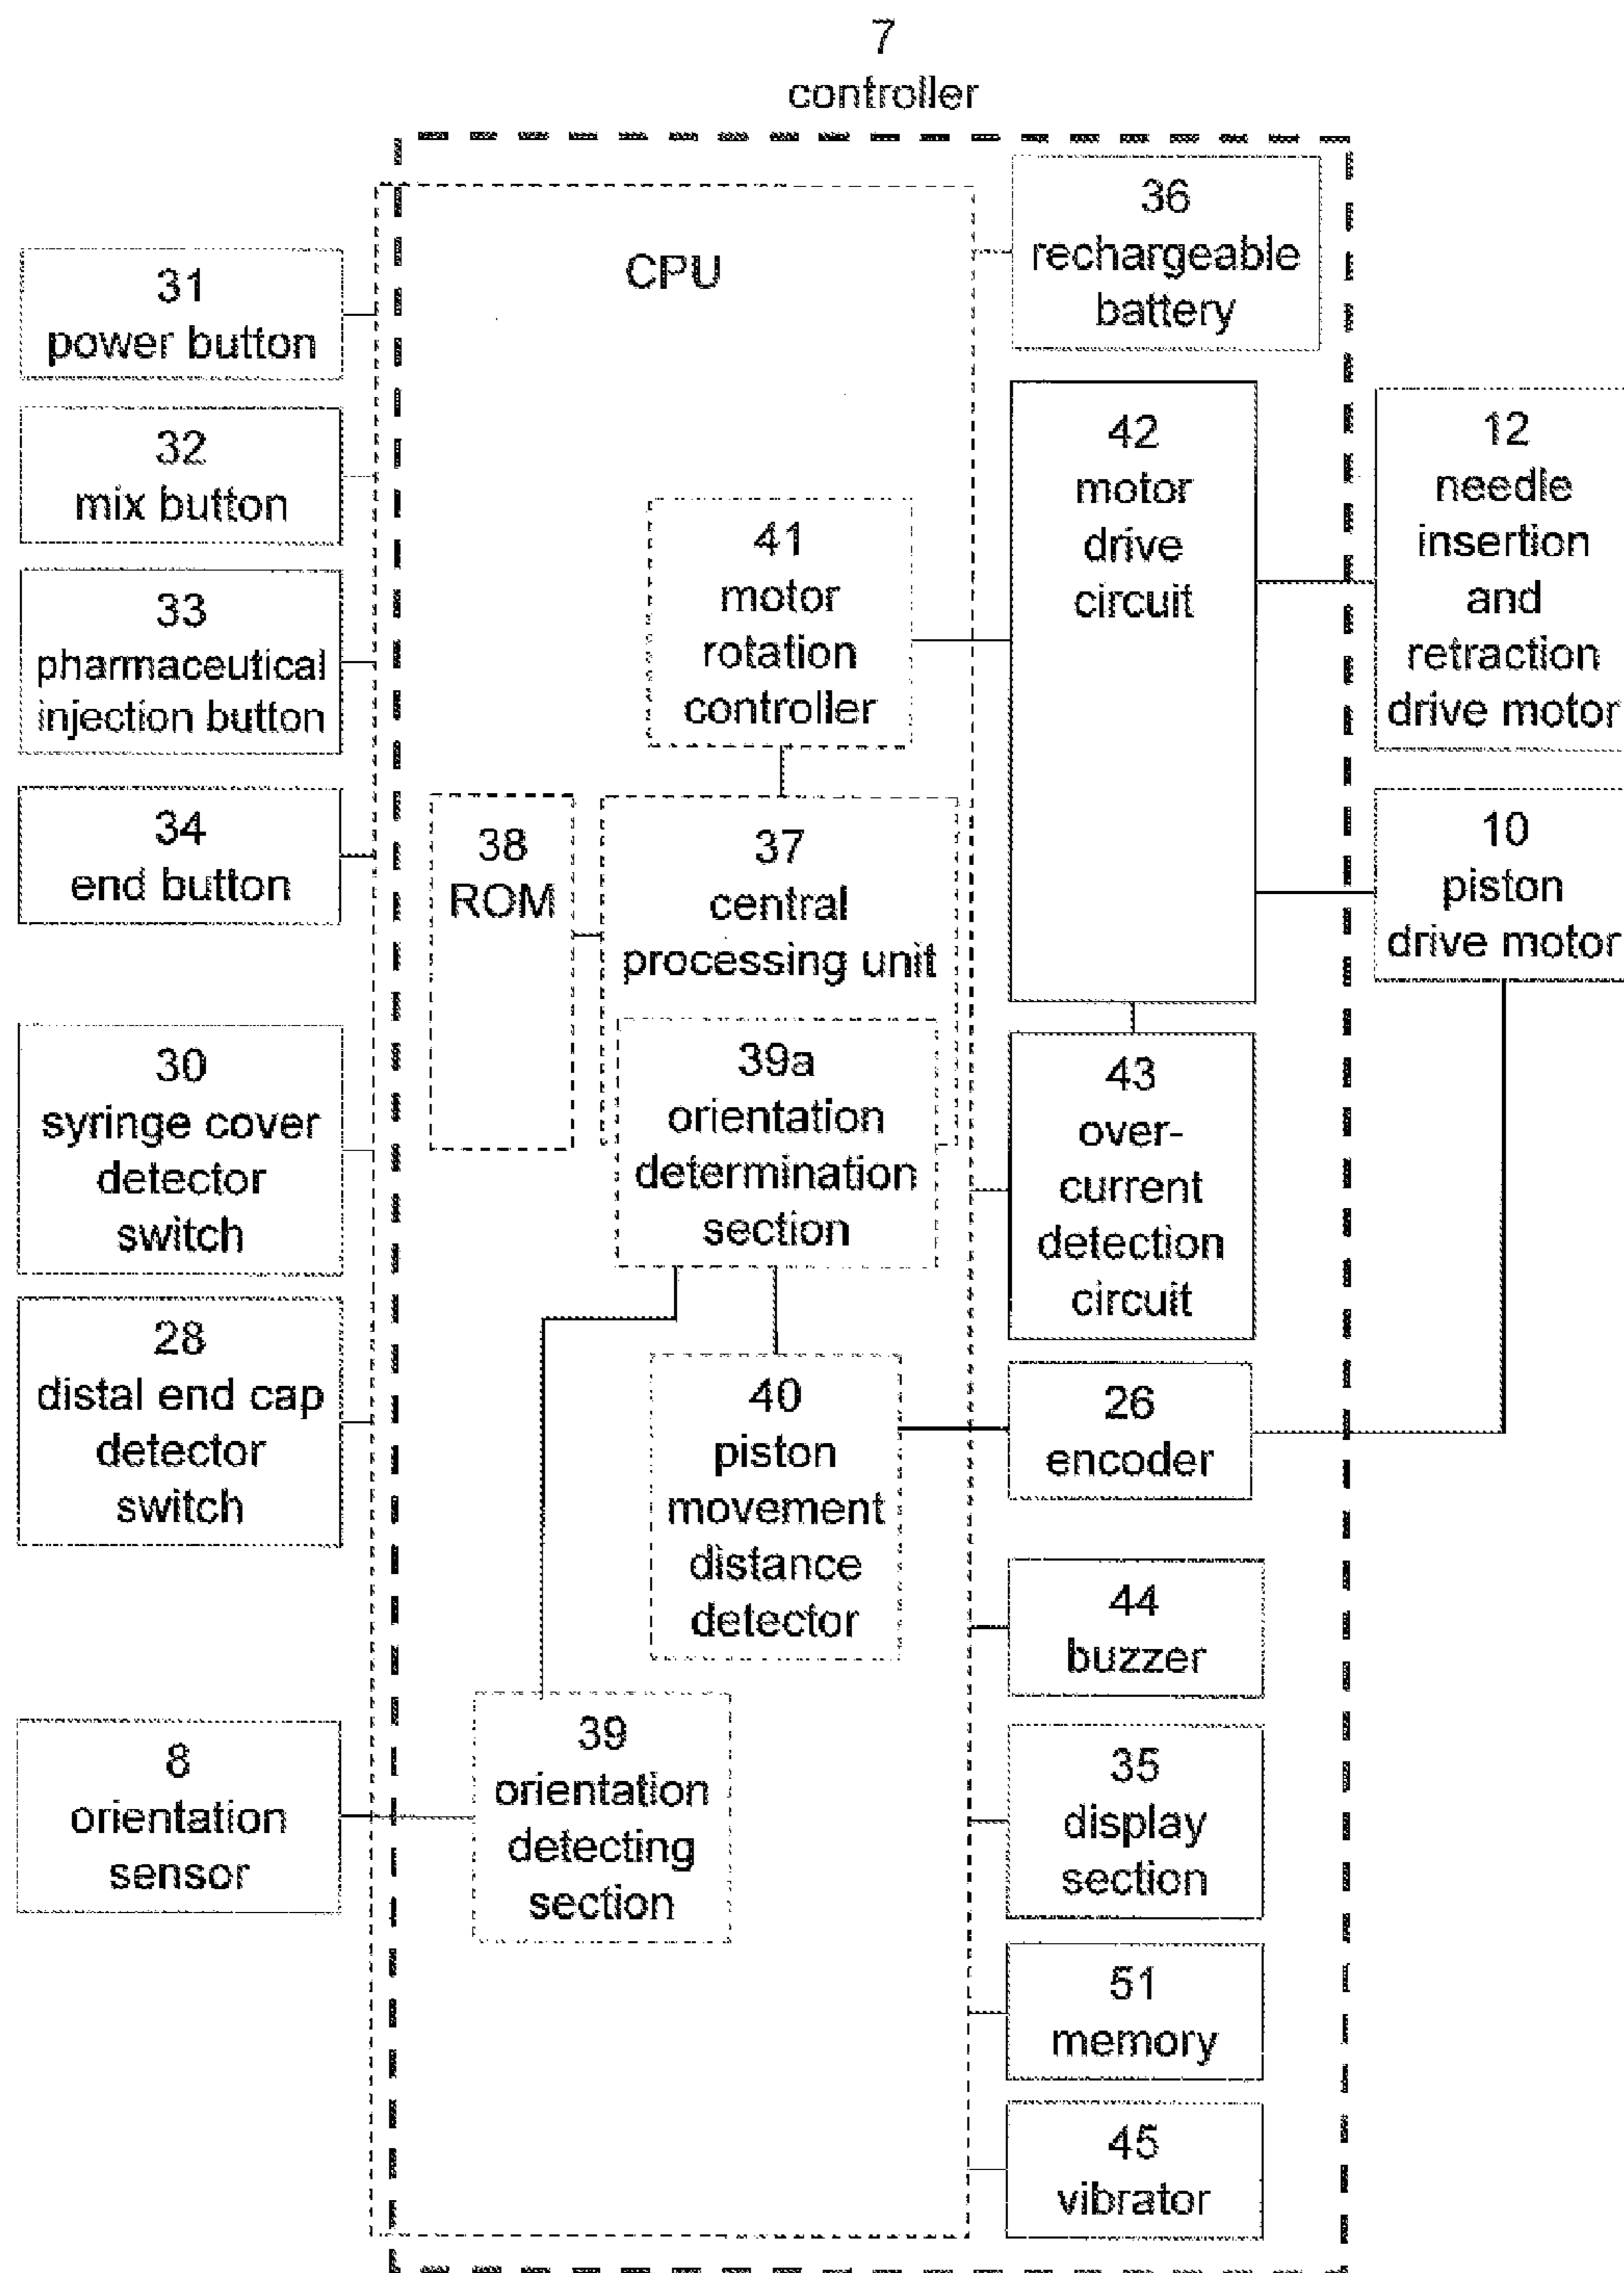 7
controller
CPU
31
power button
32
mix button
33
pharmaceutical
injection button
34
end button
30
syringe cover
detector
switch
28
distal end cap
detector
switch
8
orientation
sensor
41
motor
rotation
controller
38
ROM
37
central
processing unit
39a
orientation
determination
section
40
piston
movement
distance
detector
39
orientation
detecting
section
36
rechargeable
battery
42
motor
drive
circuit
43
over-
current
detection
circuit
26
encoder
44
buzzer
35
display
section
51
memory
45
vibrator
12
needle
insertion
and
retraction
drive motor
10
piston
drive motor